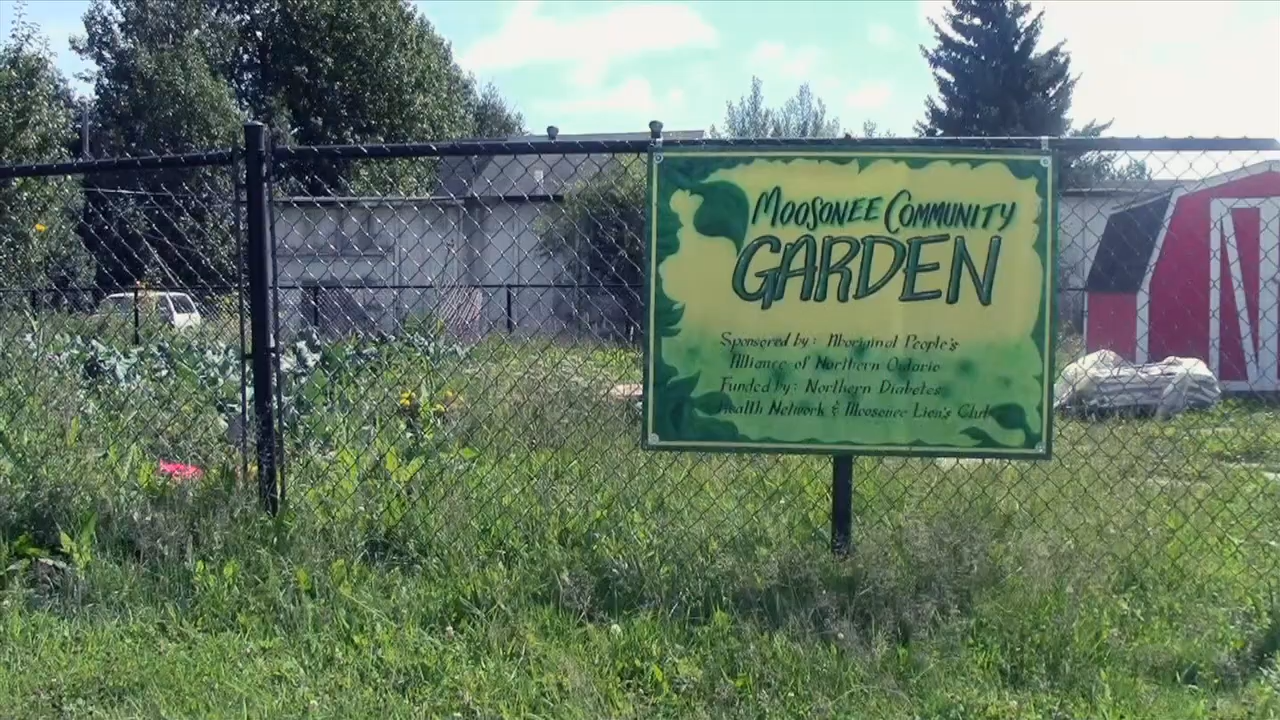 Moosonee Community
GARDEN
Sponsored by: Aboriginal People's
Alliance of Northern Ontario
Funded by: Northern Diabetes
Health Network & Moosonee Lion's Club